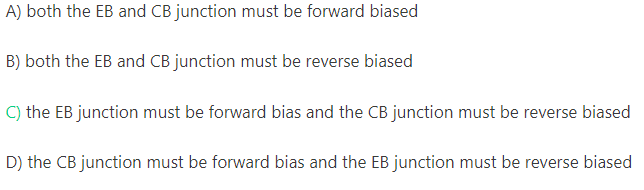 A) both the EB and CB junction must be forward biased
B) both the EB and CB junction must be reverse biased
C) the EB junction must be forward bias and the CB junction must be reverse biased
D) the CB junction must be forward bias and the EB junction must be reverse biased